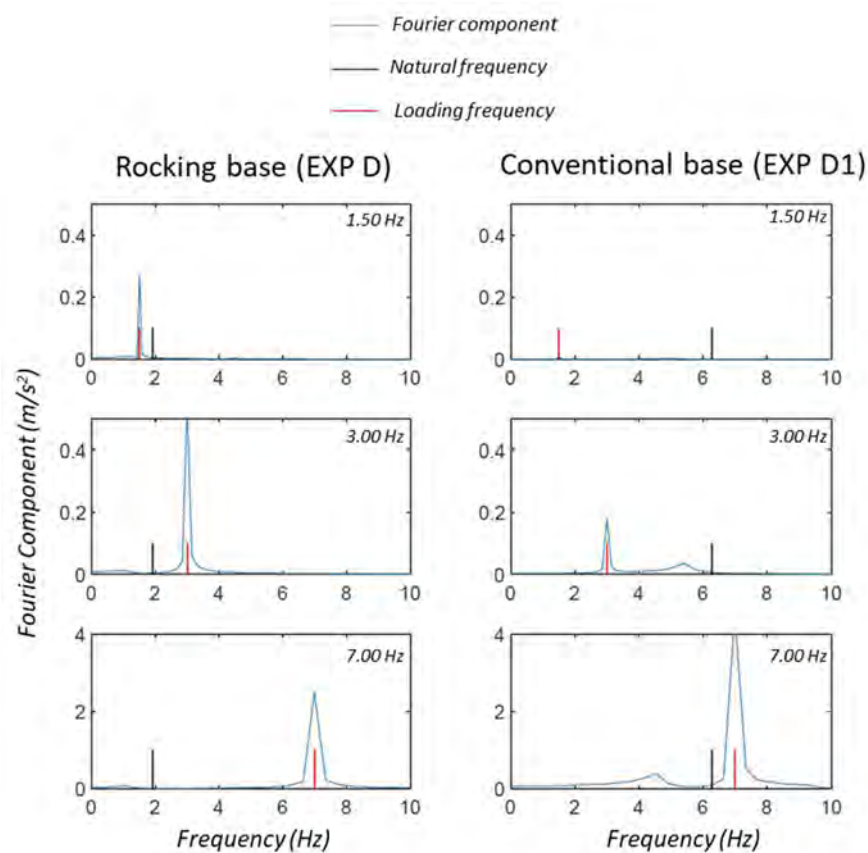 Fourier component
Natural frequency
Loading frequency
Rocking base (EXP D)
Conventional base (EXP D1)
Fourier Component (m/s²)
1.50 Hz
0.4
0.2
0
0 2 4 6 8 10
1.50 Hz
0.4
0.2
0
0 2 4 6 8 10
3.00 Hz
0.4
0.2
0
0 2 4 6 8 10
3.00 Hz
0.4
0.2
0
0 2 4 6 8 10
7.00 Hz
4
2
0
0 2 4 6 8 10
7.00 Hz
4
2
0
0 2 4 6 8 10
Frequency (Hz)
Frequency (Hz)